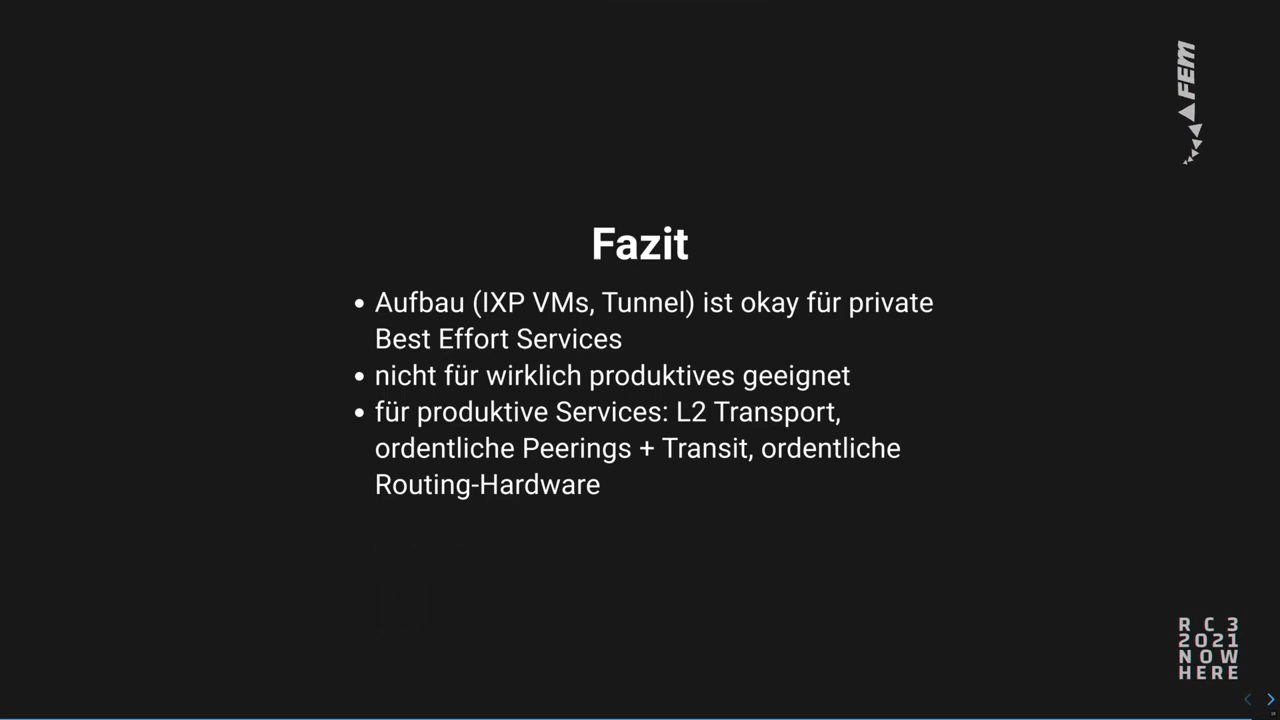 FEM
Fazit
• Aufbau (IXP VMs, Tunnel) ist okay für private
Best Effort Services
• nicht für wirklich produktives geeignet
• für produktive Services: L2 Transport,
ordentliche Peerings + Transit, ordentliche
Routing-Hardware
R C 3
2021
NOW
HERE